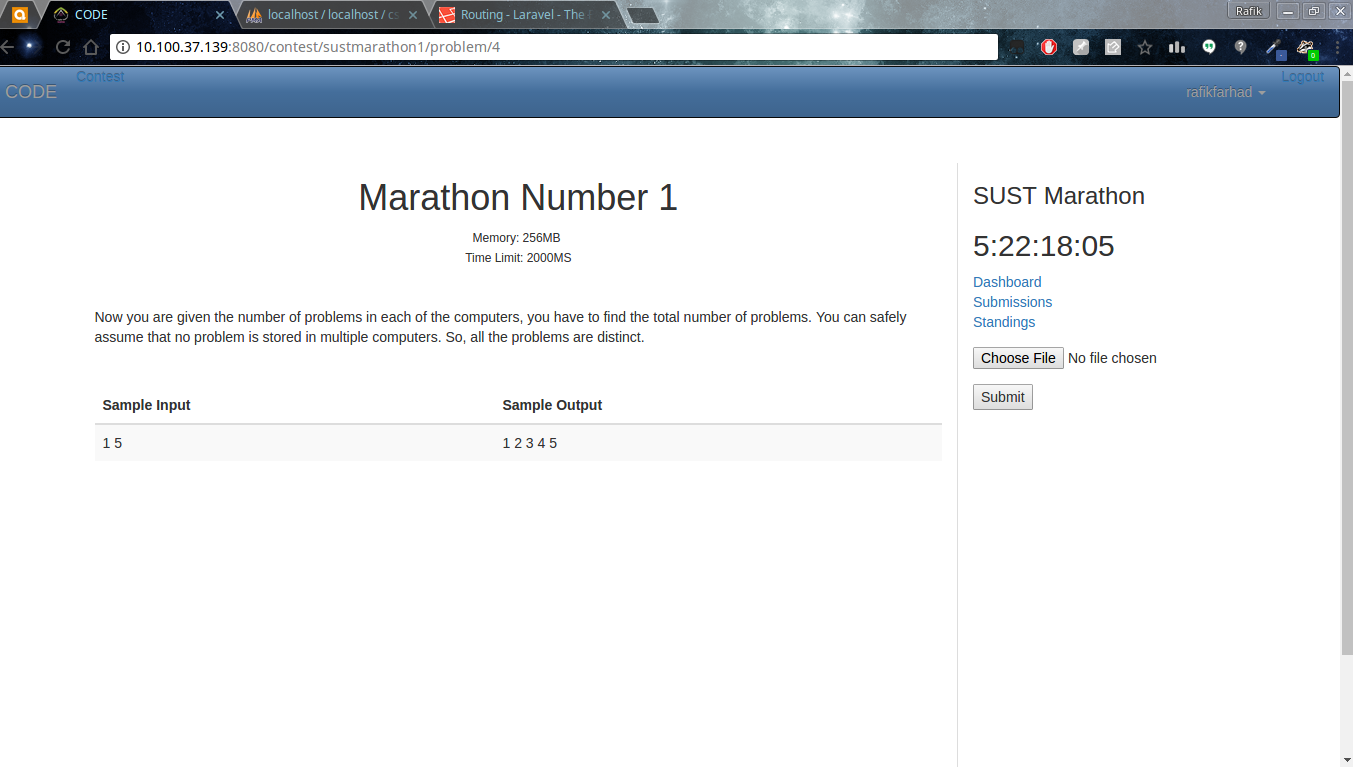 Rafik
CODE
localhost / localhost / cs
Routing - Laravel - The
10.100.37.139:8080/contest/sustmarathon1/problem/4
Contest
Logout
CODE
rafikfarhad
Marathon Number 1
Memory: 256MB
Time Limit: 2000MS
Now you are given the number of problems in each of the computers, you have to find the total number of problems. You can safely
assume that no problem is stored in multiple computers. So, all the problems are distinct.
Sample Input Sample Output
1 5 1 2 3 4 5
SUST Marathon
5:22:18:05
Dashboard
Submissions
Standings
Choose File No file chosen
Submit